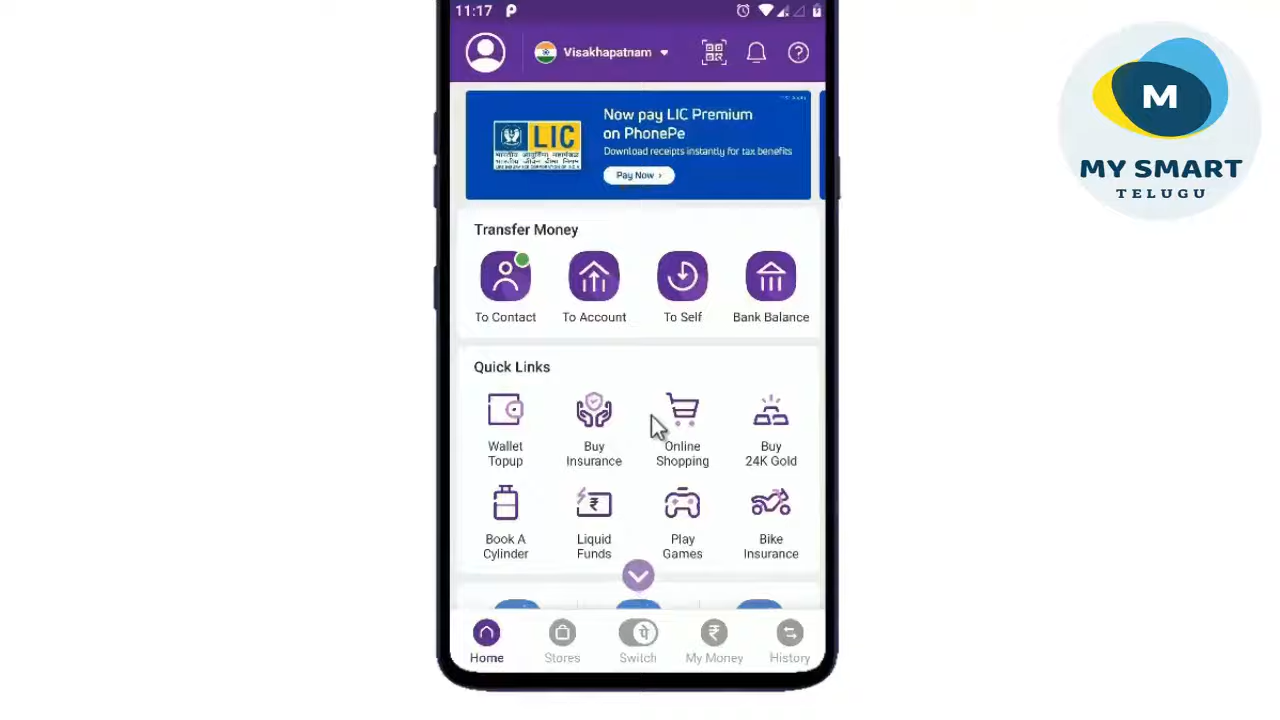 11:17
Visakhapatnam
LIC
Now pay LIC Premium
on PhonePe
Download receipts instantly for tax benefits
Pay Now ›
Transfer Money
To Contact
To Account
To Self
Bank Balance
Quick Links
Wallet
Topup
Buy
Insurance
Online
Shopping
Buy
24K Gold
Book A
Cylinder
Liquid
Funds
Play
Games
Bike
Insurance
Home
Stores
Switch
My Money
History
M
MY SMART
TELUGU